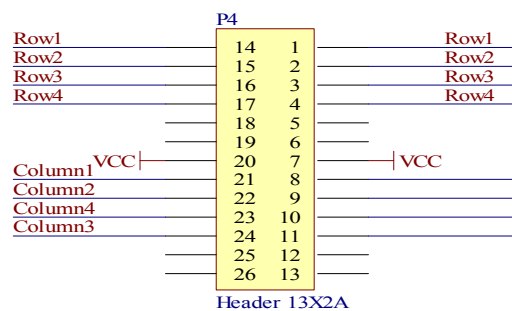 P4
Row1 14 1 Row1
Row2 15 2 Row2
Row3 16 3 Row3
Row4 17 4 Row4
18 5
19 6
VCC 20 7 VCC
Column1 21 8
Column2 22 9
Column4 23 10
Column3 24 11
25 12
26 13
Header 13X2A